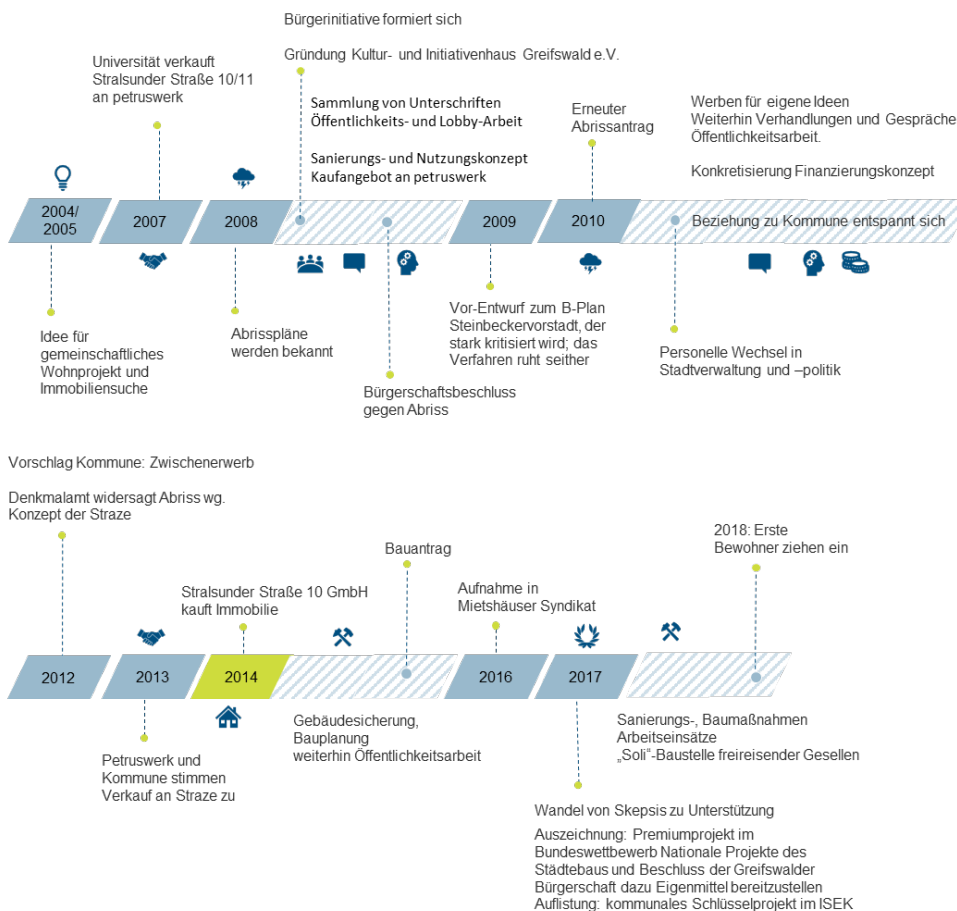 Bürgerinitiative formiert sich
Gründung Kultur- und Initiativenhaus Greifswald e.V.
Universität verkauft
Stralsunder Straße 10/11
an petruswerk
Sammlung von Unterschriften
Öffentlichkeits- und Lobby-Arbeit
Sanierungs- und Nutzungskonzept
Kaufangebot an petruswerk
Erneuter
Abrissantrag
Werben für eigene Ideen
Weiterhin Verhandlungen und Gespräche
Öffentlichkeitsarbeit.
Konkretisierung Finanzierungskonzept
2004/
2005
2007
2008
2009
2010
Beziehung zu Kommune entspannt sich
Idee für
gemeinschaftliches
Wohnprojekt und
Immobiliensuche
Abrisspläne
werden bekannt
Bürgerschaftsbeschluss
gegen Abriss
Vor-Entwurf zum B-Plan
Steinbeckervorstadt, der
stark kritisiert wird; das
Verfahren ruht seither
Personelle Wechsel in
Stadtverwaltung und –politik
Vorschlag Kommune: Zwischenerwerb
Denkmalamt widersagt Abriss wg.
Konzept der Straze
Stralsunder Straße 10 GmbH
kauft Immobilie
Bauantrag
Aufnahme in
Mietshäuser Syndikat
2018: Erste
Bewohner ziehen ein
2012
2013
2014
2016
2017
Petruswerk und
Kommune stimmen
Verkauf an Straze zu
Gebäudesicherung,
Bauplanung
weiterhin Öffentlichkeitsarbeit
Sanierungs-, Baumaßnahmen
Arbeitseinsätze
„Soli“-Baustelle freireisender Gesellen
Wandel von Skepsis zu Unterstützung
Auszeichnung: Premiumprojekt im
Bundeswettbewerb Nationale Projekte des
Städtebaus und Beschluss der Greifswalder
Bürgerschaft dazu Eigenmittel bereitzustellen
Auflistung: kommunales Schlüsselprojekt im ISEK